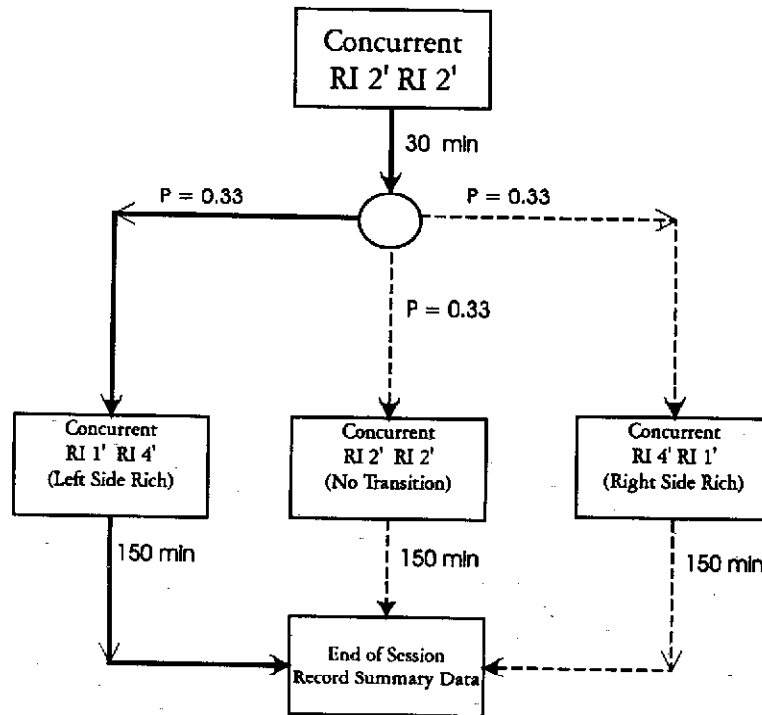 Concurrent
RI 2' RI 2'
30 min
P = 0.33
P = 0.33
P = 0.33
Concurrent
RI 1' RI 4'
(Left Side Rich)
Concurrent
RI 2' RI 2'
(No Transition)
Concurrent
RI 4' RI 1'
(Right Side Rich)
150 min
150 min
150 min
End of Session
Record Summary Data